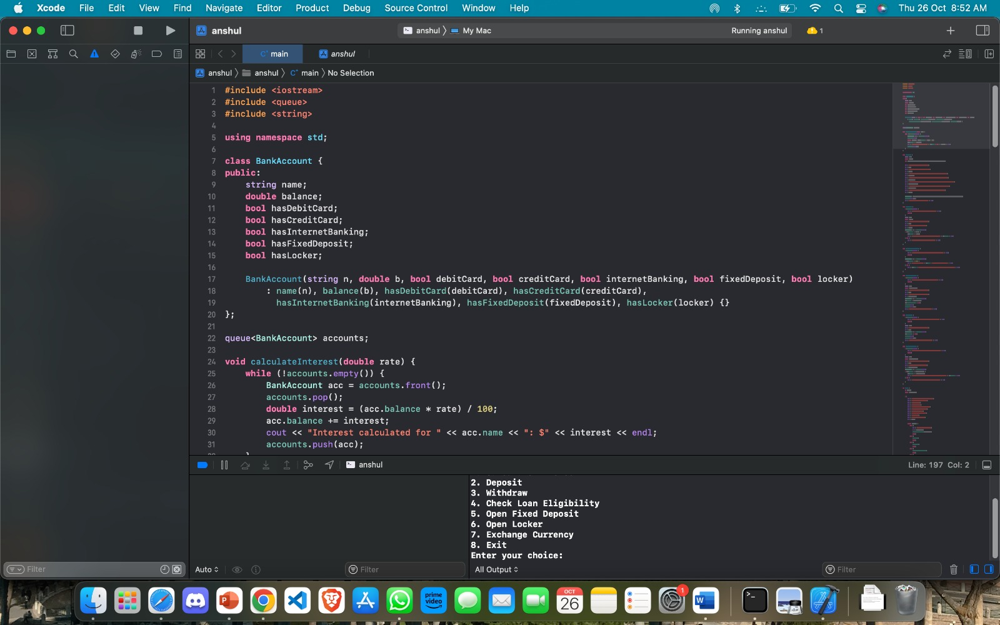 Xcode File Edit View Find Navigate Editor Product Debug Source Control Window Help Thu 26 Oct 8:52 AM
anshul anshul 〉 My Mac Running anshul 1
C+ main anshul
anshul 〉 anshul 〉 C+ main 〉 No Selection
1 #include <iostream>
2 #include <queue>
3 #include <string>
4
5 using namespace std;
6
7 class BankAccount {
8 public:
9 string name;
10 double balance;
11 bool hasDebitCard;
12 bool hasCreditCard;
13 bool hasInternetBanking;
14 bool hasFixedDeposit;
15 bool hasLocker;
16
17 BankAccount(string n, double b, bool debitCard, bool creditCard, bool internetBanking, bool fixedDeposit, bool locker)
18 : name(n), balance(b), hasDebitCard(debitCard), hasCreditCard(creditCard),
19 hasInternetBanking(internetBanking), hasFixedDeposit(fixedDeposit), hasLocker(locker) {}
20 };
21
22 queue<BankAccount> accounts;
23
24 void calculateInterest(double rate) {
25 while (!accounts.empty()) {
26 BankAccount acc = accounts.front();
27 accounts.pop();
28 double interest = (acc.balance * rate) / 100;
29 acc.balance += interest;
30 cout << "Interest calculated for " << acc.name << ": $" << interest << endl;
31 accounts.push(acc);
anshul Line: 197 Col: 2
2. Deposit
3. Withdraw
4. Check Loan Eligibility
5. Open Fixed Deposit
6. Open Locker
7. Exchange Currency
8. Exit
Enter your choice:
Filter Auto Filter All Output Filter
P prime video OCT 26 1 W >_